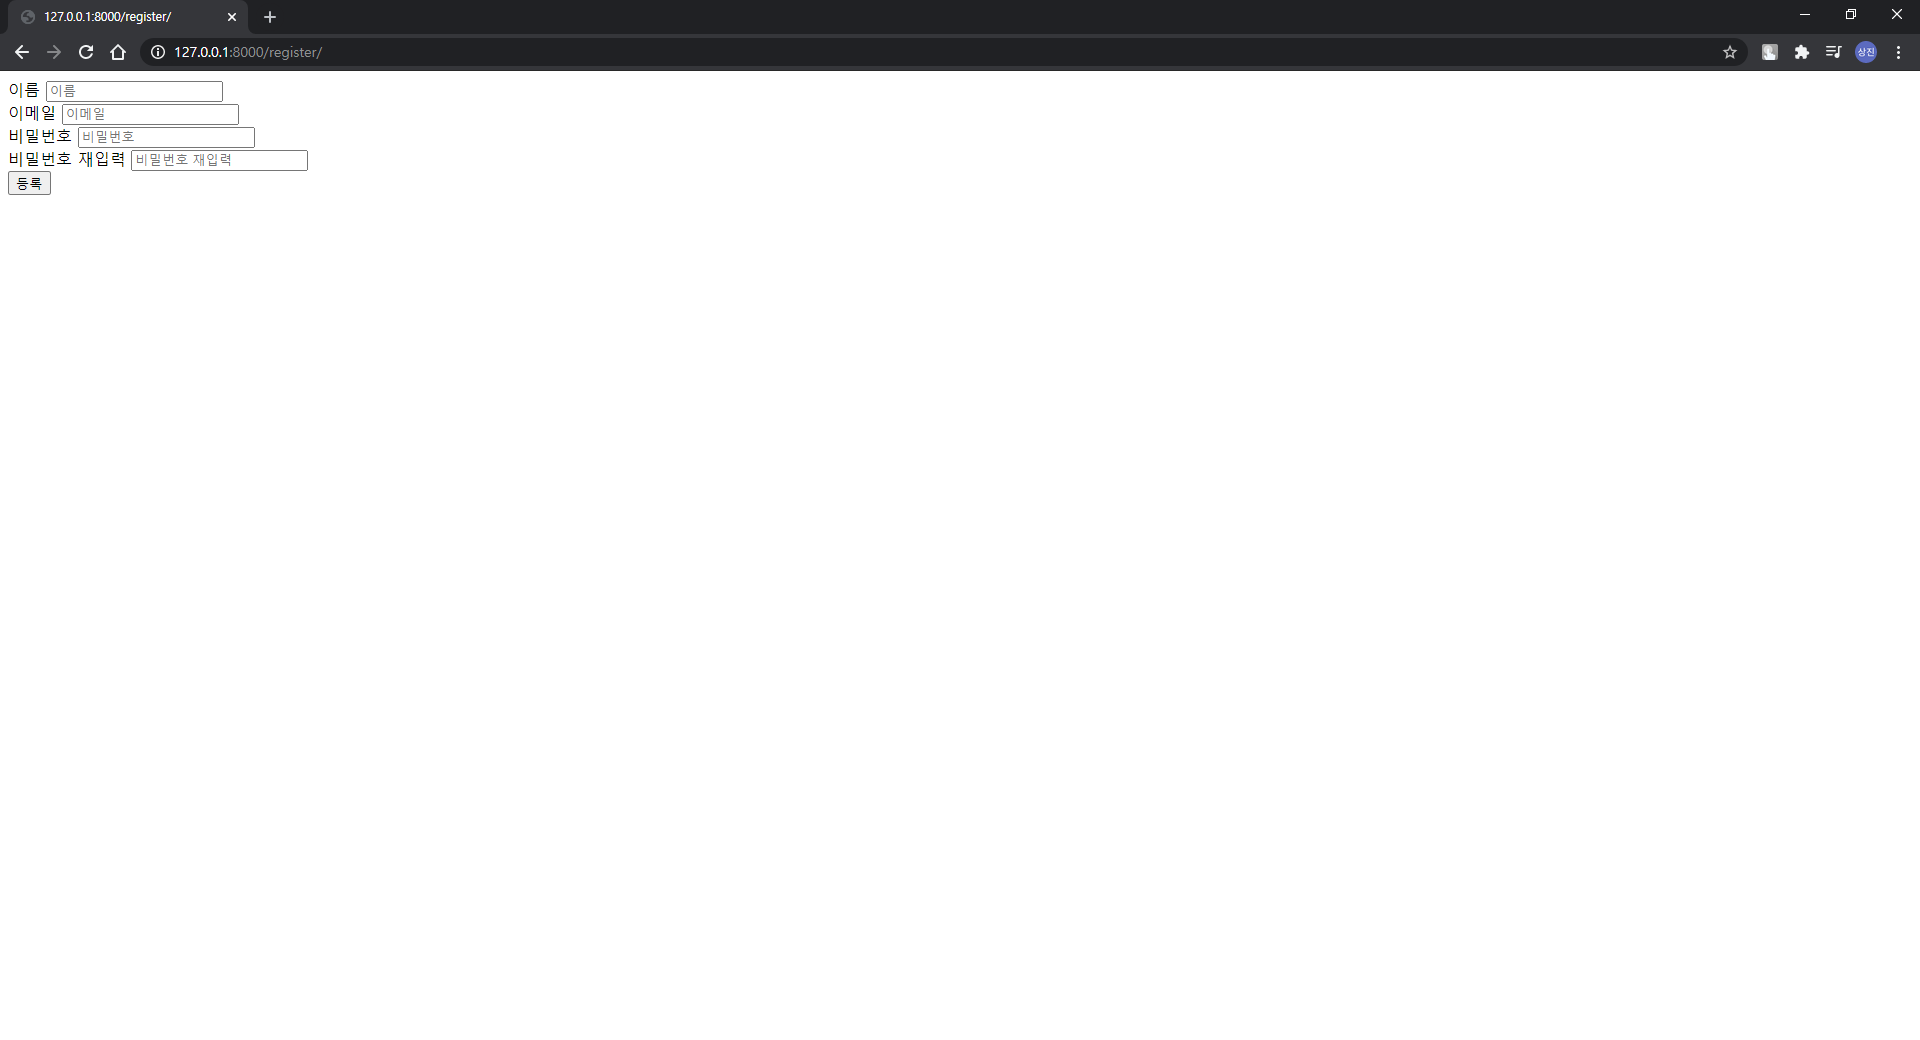 127.0.0.1:8000/register/
127.0.0.1:8000/register/
상진
이름 이름
이메일 이메일
비밀번호 비밀번호
비밀번호 재입력 비밀번호 재입력
등록